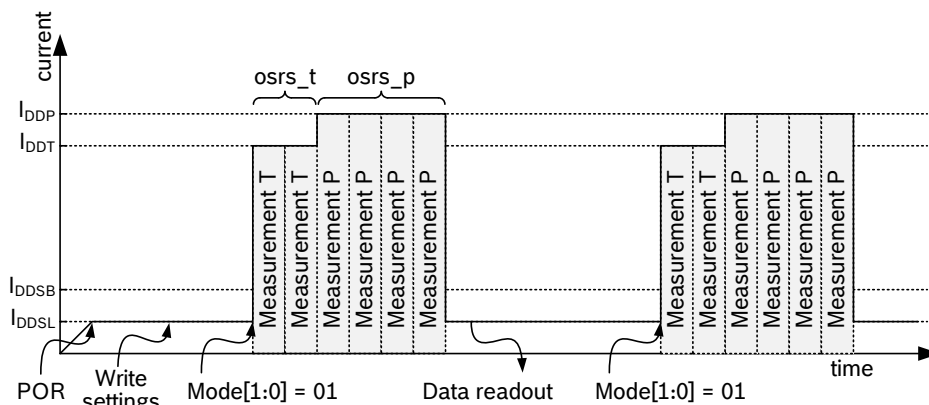 current
osrs_t osrs_p
IDDP
IDDT
IDDSB
IDDSL
Measurement T
Measurement T
Measurement P
Measurement P
Measurement P
Measurement P
Measurement T
Measurement T
Measurement P
Measurement P
Measurement P
Measurement P
time
POR
Write
settings
Mode[1:0] = 01
Data readout
Mode[1:0] = 01